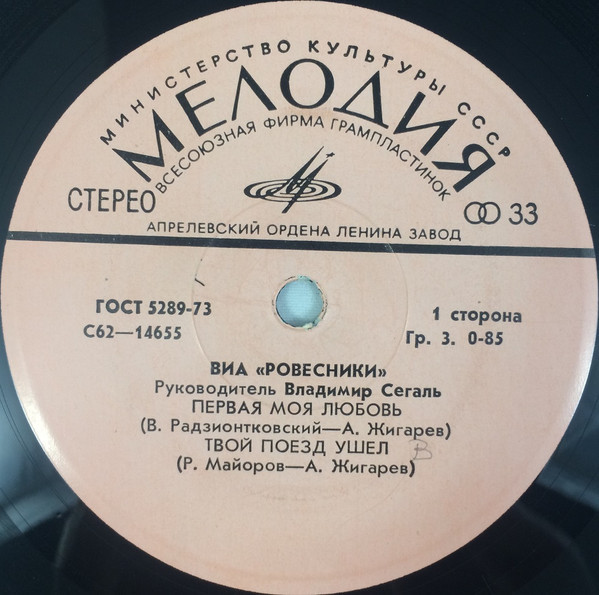 МИНИСТЕРСТВО КУЛЬТУРЫ СССР
МЕЛОДИЯ
ВСЕСОЮЗНАЯ ФИРМА ГРАМПЛАСТИНОК
СТЕРЕО
33
АПРЕЛЕВСКИЙ ОРДЕНА ЛЕНИНА ЗАВОД
ГОСТ 5289-73
С62—14655
1 сторона
Гр. 3. 0-85
ВИА «РОВЕСНИКИ»
Руководитель Владимир Сегаль
ПЕРВАЯ МОЯ ЛЮБОВЬ
(В. Радзионтковский—А. Жигарев)
ТВОЙ ПОЕЗД УШЕЛ В
(Р. Майоров—А. Жигарев)